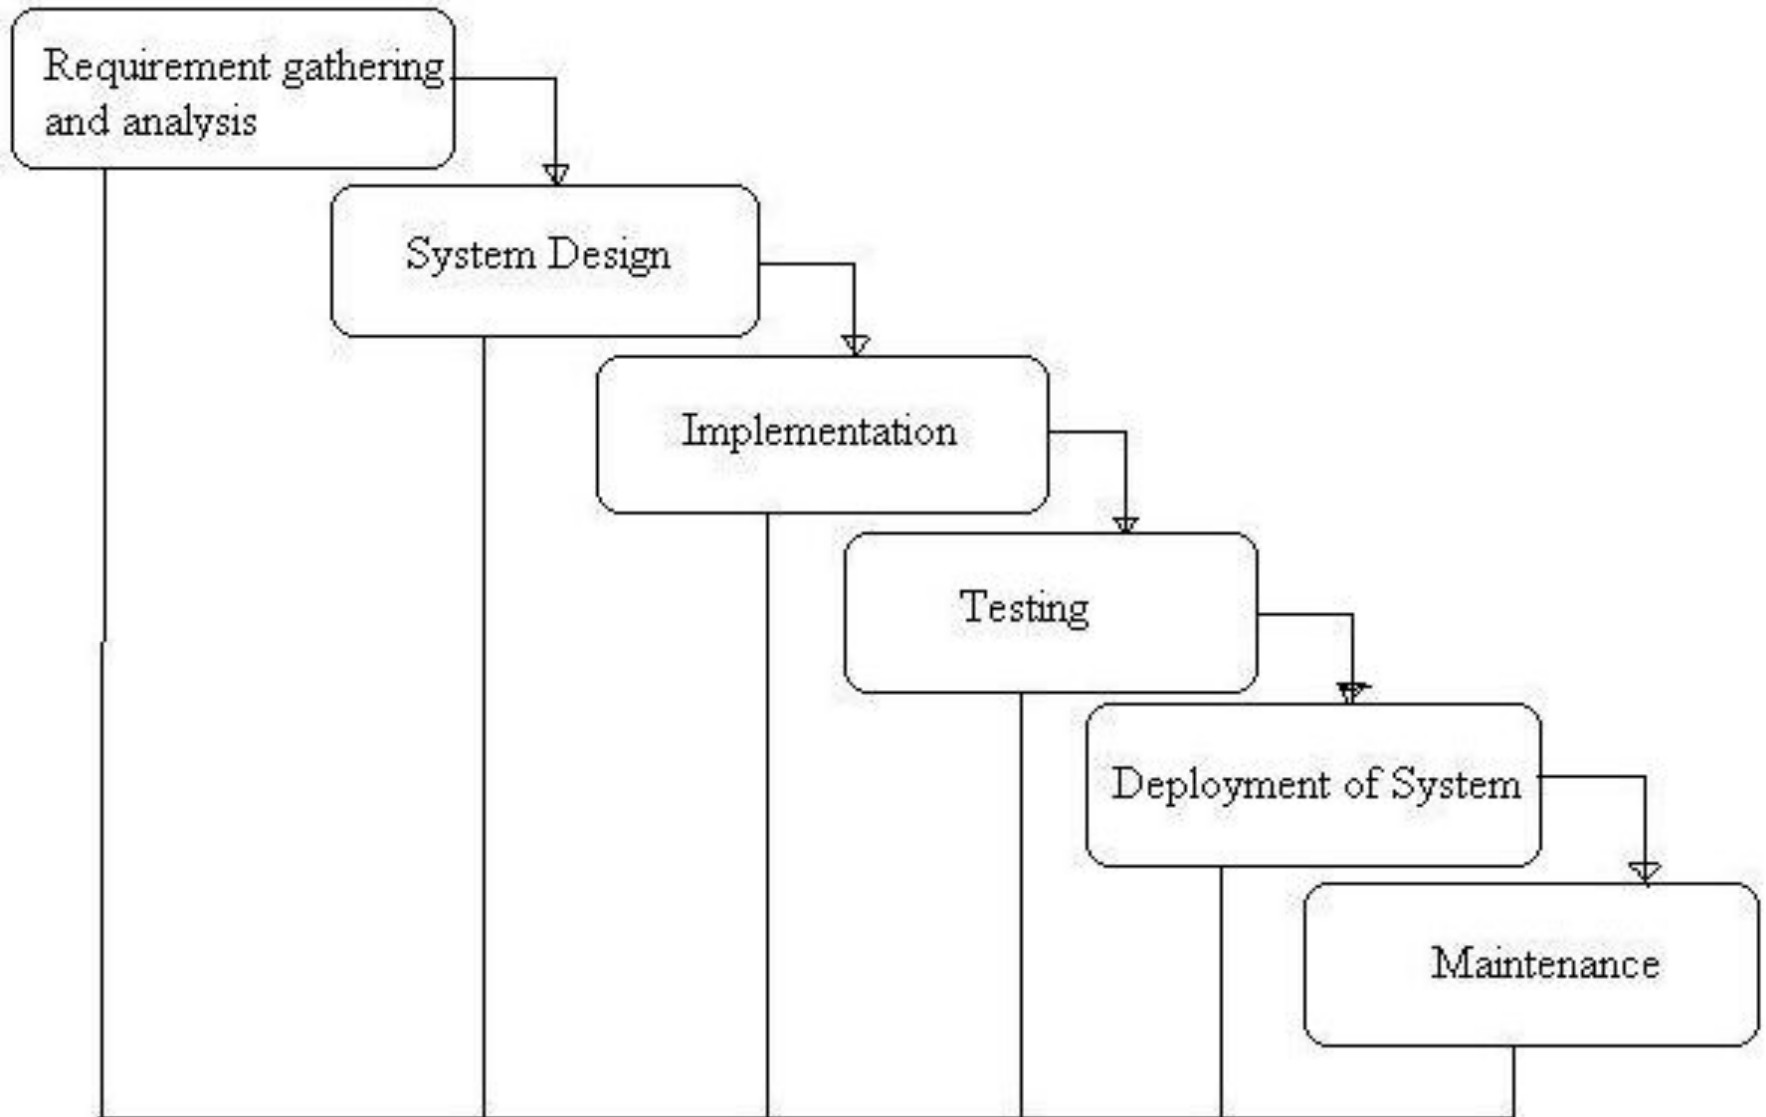 Requirement gathering
and analysis
System Design
Implementation
Testing
Deployment of System
Maintenance